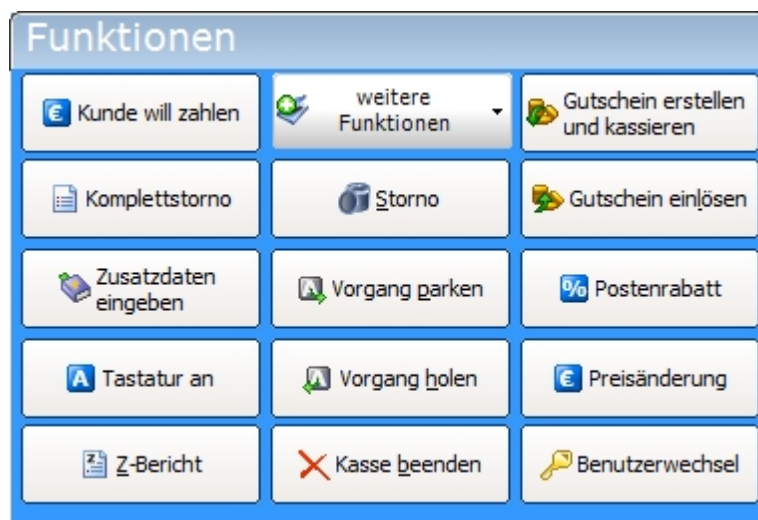 Funktionen
Kunde will zahlen
weitere
Funktionen
Gutschein erstellen
und kassieren
Komplettstorno
Storno
Gutschein einlösen
Zusatzdaten
eingeben
Vorgang parken
Postenrabatt
Tastatur an
Vorgang holen
Preisänderung
Z-Bericht
Kasse beenden
Benutzerwechsel